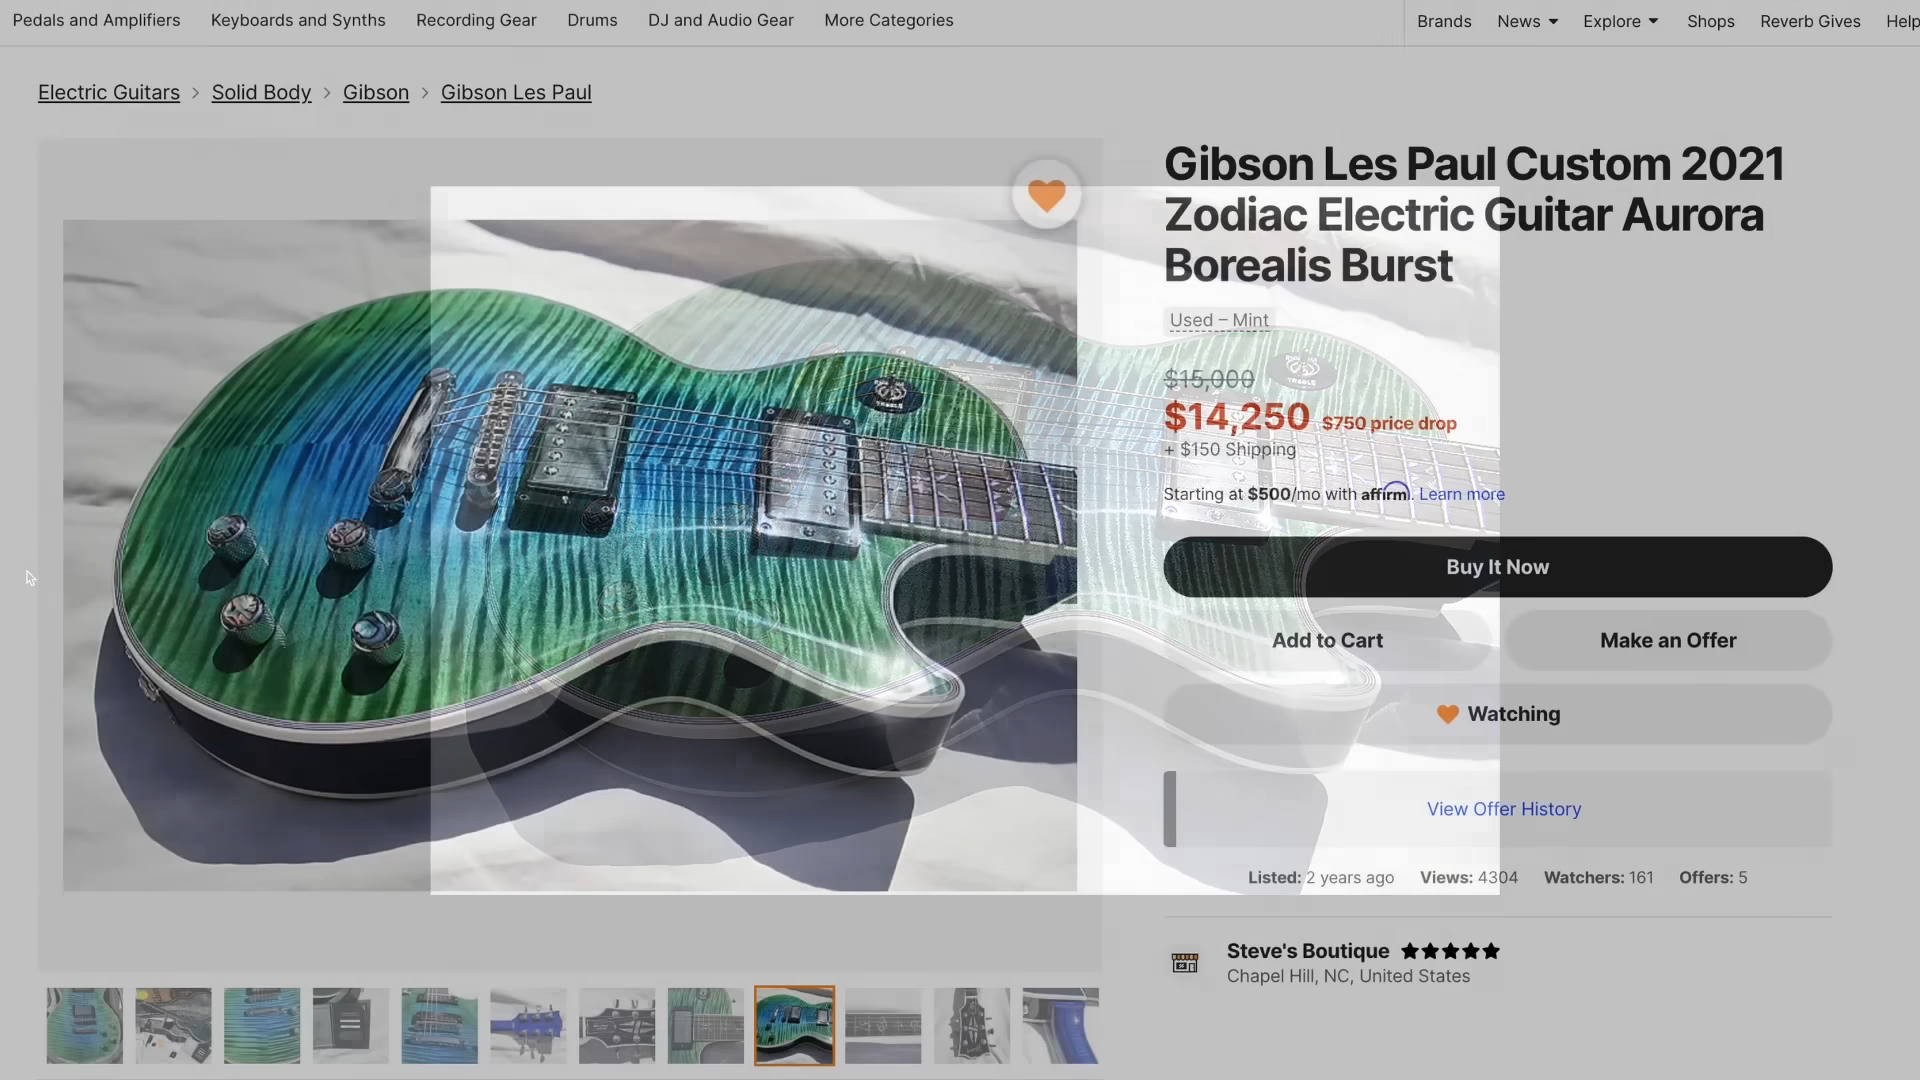 Pedals and Amplifiers Keyboards and Synths Recording Gear Drums DJ and Audio Gear More Categories Brands News Explore Shops Reverb Gives Help
Electric Guitars > Solid Body > Gibson > Gibson Les Paul
Gibson Les Paul Custom 2021
Zodiac Electric Guitar Aurora
Borealis Burst
Used – Mint
$15,000
$14,250 $750 price drop
+ $150 Shipping
Starting at $500/mo with affirm. Learn more
Buy It Now
Add to Cart Make an Offer
Watching
View Offer History
Listed: 2 years ago Views: 4304 Watchers: 161 Offers: 5
Steve's Boutique
Chapel Hill, NC, United States
TREBLE